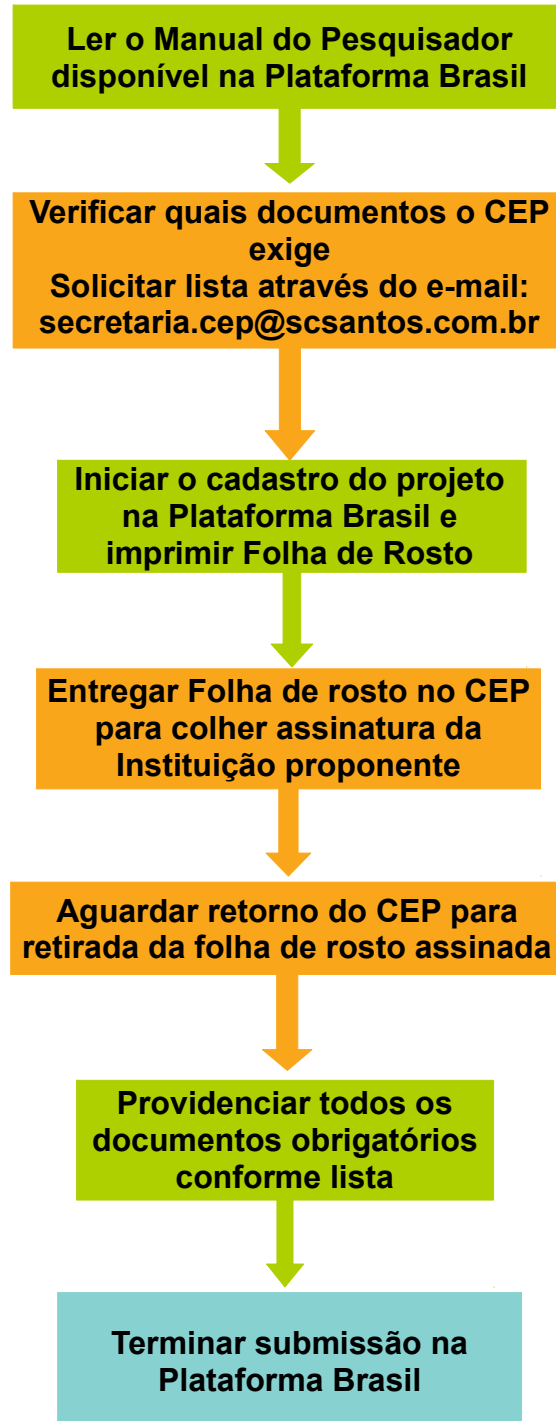 Ler o Manual do Pesquisador
disponível na Plataforma Brasil
Verificar quais documentos o CEP
exige
Solicitar lista através do e-mail:
secretaria.cep@scsantos.com.br
Iniciar o cadastro do projeto
na Plataforma Brasil e
imprimir Folha de Rosto
Entregar Folha de rosto no CEP
para colher assinatura da
Instituição proponente
Aguardar retorno do CEP para
retirada da folha de rosto assinada
Providenciar todos os
documentos obrigatórios
conforme lista
Terminar submissão na
Plataforma Brasil